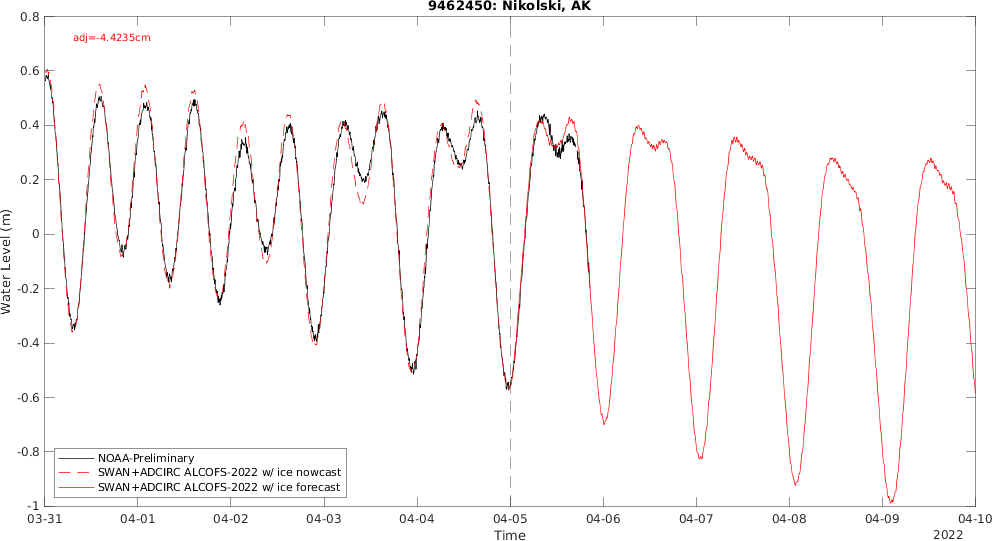 9462450: Nikolski, AK
adj=-4.4235cm
0.8
0.6
0.4
0.2
0
-0.2
-0.4
-0.6
-0.8
-1
Water Level (m)
NOAA-Preliminary
SWAN+ADCIRC ALCOFS-2022 w/ ice nowcast
SWAN+ADCIRC ALCOFS-2022 w/ ice forecast
03-31 04-01 04-02 04-03 04-04 04-05 04-06 04-07 04-08 04-09 04-10
Time
2022